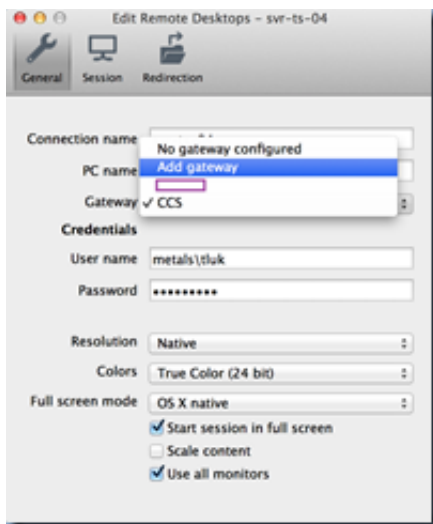 Edit Remote Desktops – svr-ts-04
General Session Redirection
Connection name
No gateway configured
PC name Add gateway
Gateway ✓ CCS
Credentials
User name metals\tluk
Password •••••••••
Resolution Native
Colors True Color (24 bit)
Full screen mode OS X native
Start session in full screen
Scale content
Use all monitors